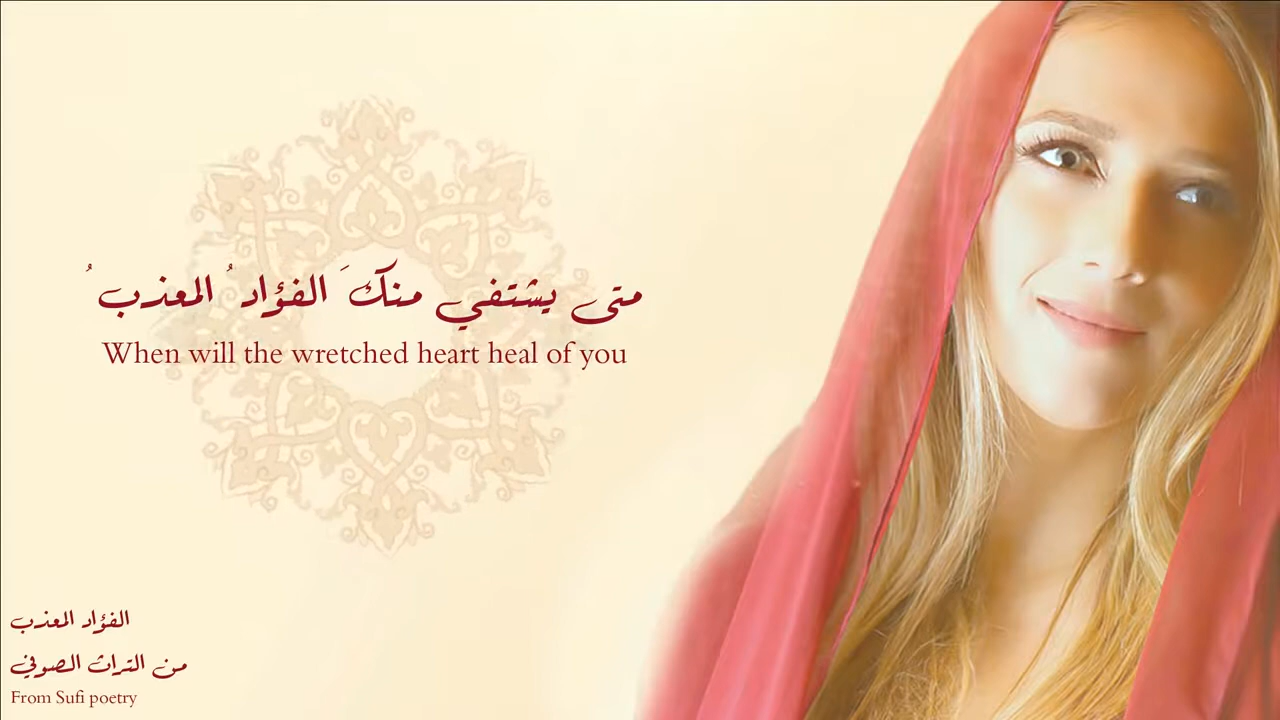 متى يشتفي منكَ الفؤادُ المعذبُ
When will the wretched heart heal of you
الفؤاد المعذب
من التراث الصوفي
From Sufi poetry